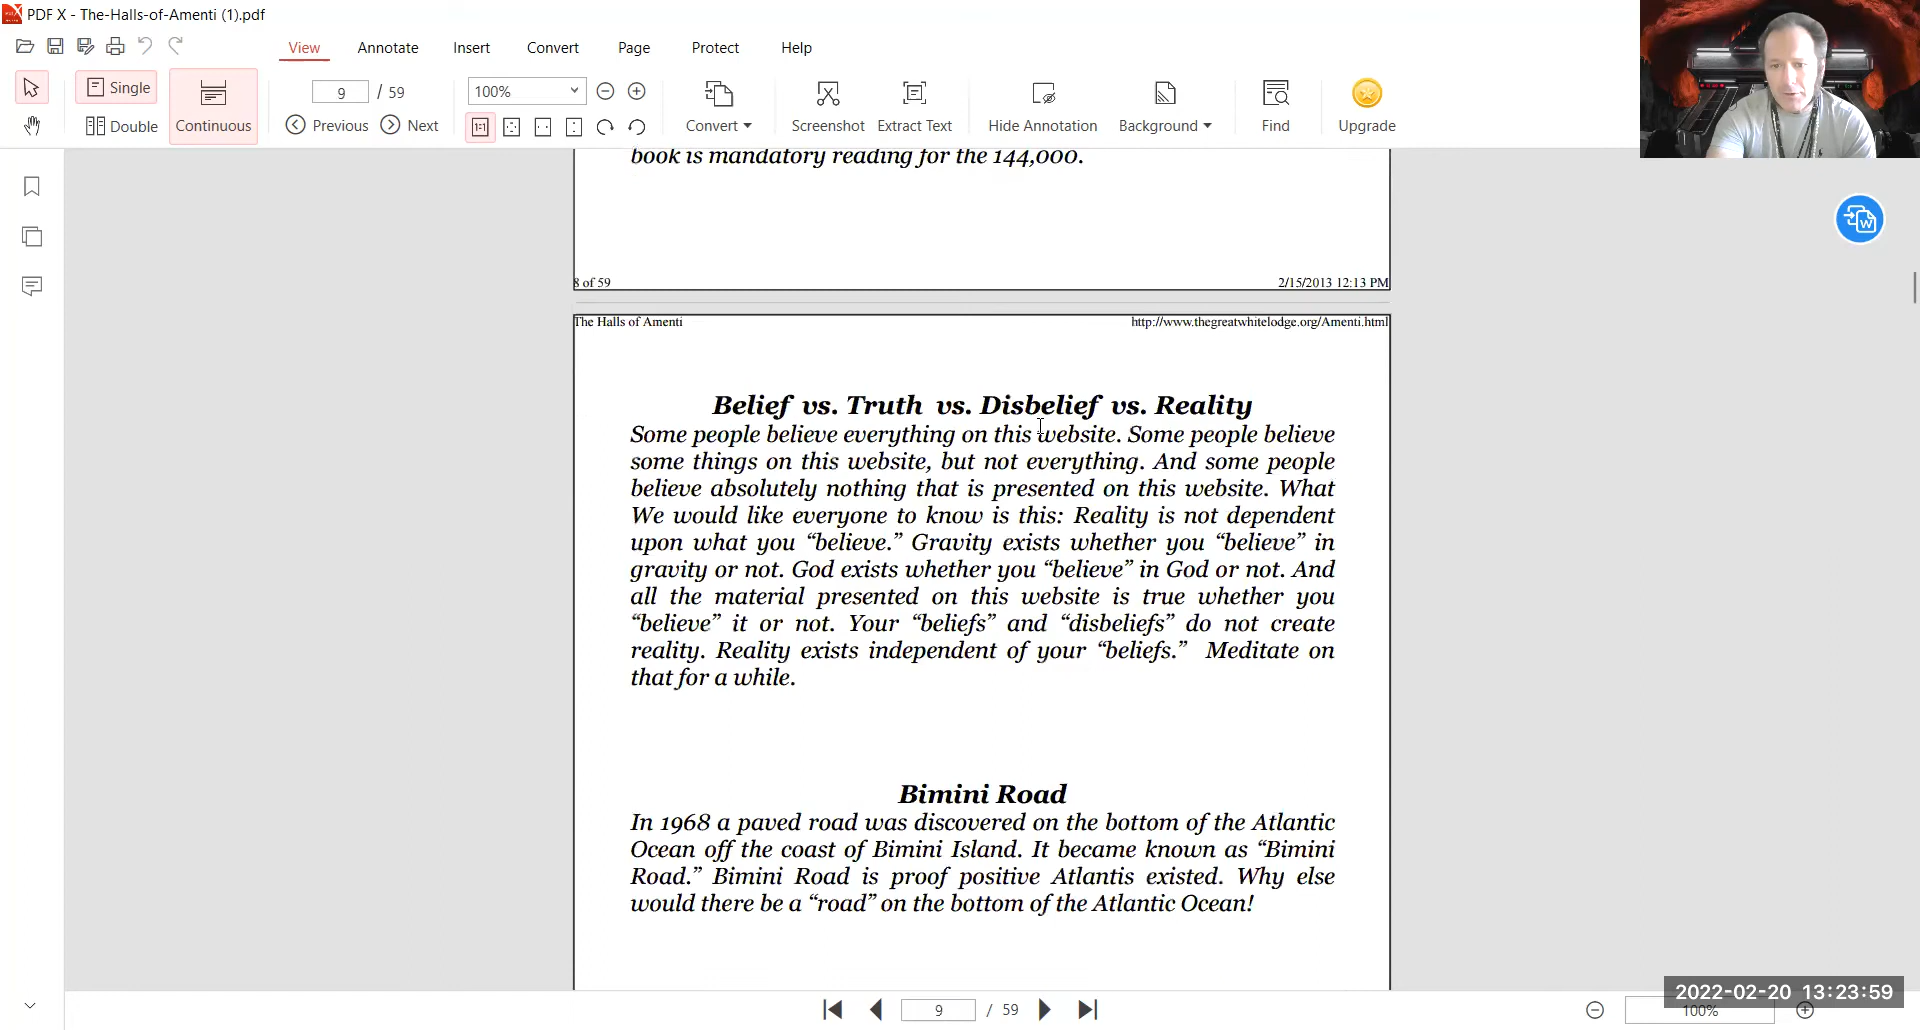 PDF X - The-Halls-of-Amenti (1).pdf
View Annotate Insert Convert Page Protect Help
Single
Double
Continuous
9 / 59
Previous Next
100%
Convert
Screenshot
Extract Text
Hide Annotation
Background
Find
Upgrade
book is mandatory reading for the 144,000.
8 of 59 2/15/2013 12:13 PM
The Halls of Amenti http://www.thegreatwhitelodge.org/Amenti.html
Belief vs. Truth vs. Disbelief vs. Reality
Some people believe everything on this website. Some people believe
some things on this website, but not everything. And some people
believe absolutely nothing that is presented on this website. What
We would like everyone to know is this: Reality is not dependent
upon what you “believe.” Gravity exists whether you “believe” in
gravity or not. God exists whether you “believe” in God or not. And
all the material presented on this website is true whether you
“believe” it or not. Your “beliefs” and “disbeliefs” do not create
reality. Reality exists independent of your “beliefs.” Meditate on
that for a while.
Bimini Road
In 1968 a paved road was discovered on the bottom of the Atlantic
Ocean off the coast of Bimini Island. It became known as “Bimini
Road.” Bimini Road is proof positive Atlantis existed. Why else
would there be a “road” on the bottom of the Atlantic Ocean!
9 / 59
2022-02-20 13:23:59
100%